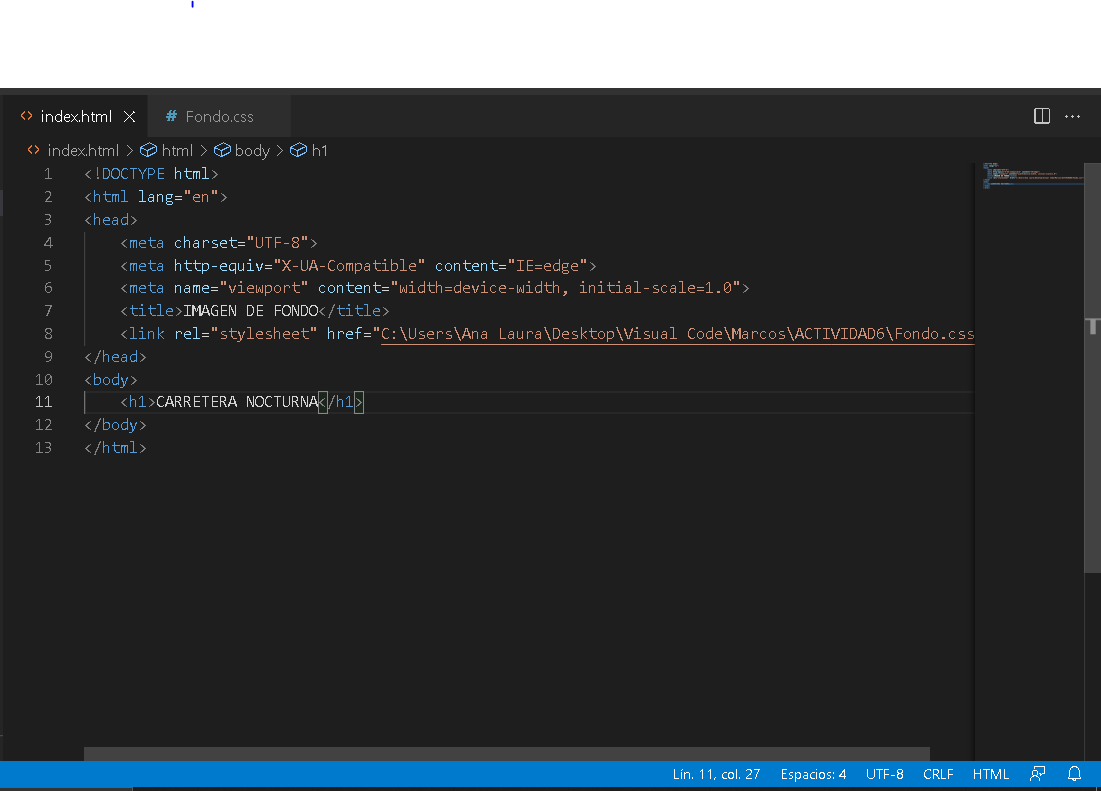 index.html
Fondo.css
index.html > html > body > h1
1 <!DOCTYPE html>
2 <html lang="en">
3 <head>
4 <meta charset="UTF-8">
5 <meta http-equiv="X-UA-Compatible" content="IE=edge">
6 <meta name="viewport" content="width=device-width, initial-scale=1.0">
7 <title>IMAGEN DE FONDO</title>
8 <link rel="stylesheet" href="C:\Users\Ana Laura\Desktop\Visual Code\Marcos\ACTIVIDAD6\Fondo.css
9 </head>
10 <body>
11 <h1>CARRETERA NOCTURNA</h1>
12 </body>
13 </html>
Lín. 11, col. 27 Espacios: 4 UTF-8 CRLF HTML